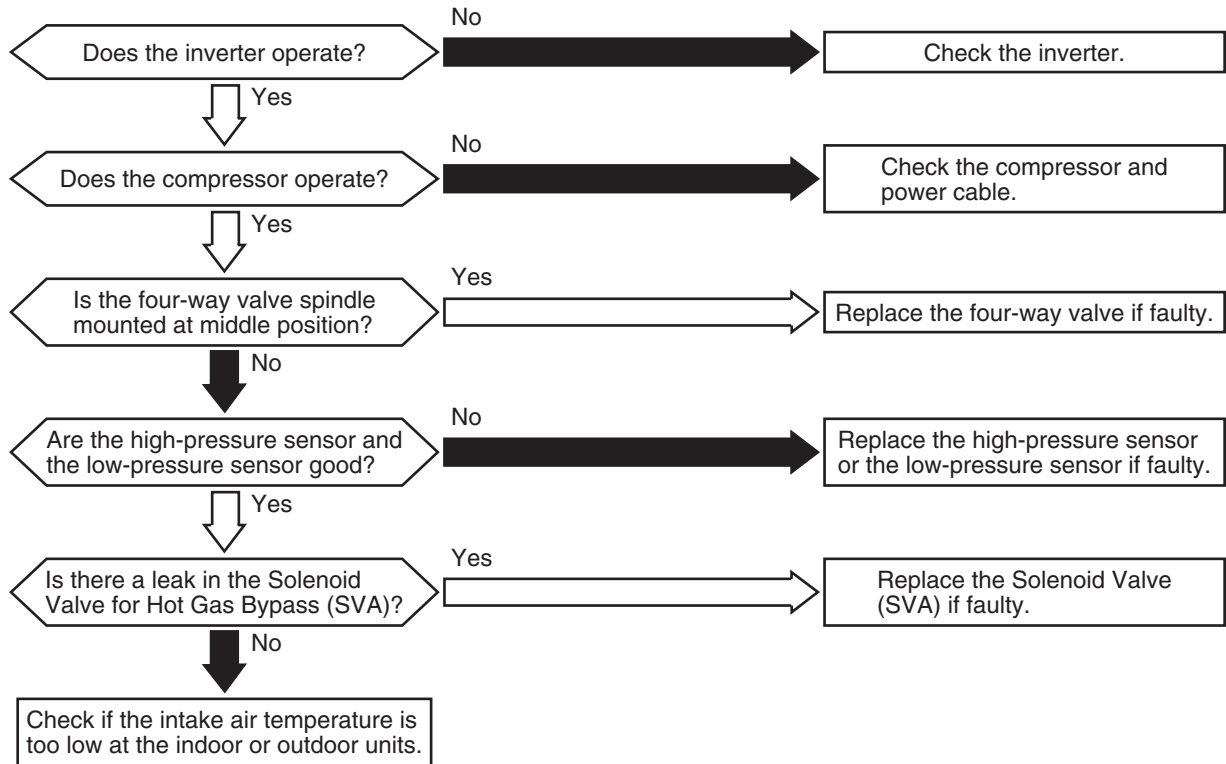 Does the inverter operate?
No
Check the inverter.
Yes
Does the compressor operate?
No
Check the compressor and
power cable.
Yes
Is the four-way valve spindle
mounted at middle position?
Yes
Replace the four-way valve if faulty.
No
Are the high-pressure sensor and
the low-pressure sensor good?
No
Replace the high-pressure sensor
or the low-pressure sensor if faulty.
Yes
Is there a leak in the Solenoid
Valve for Hot Gas Bypass (SVA)?
Yes
Replace the Solenoid Valve
(SVA) if faulty.
No
Check if the intake air temperature is
too low at the indoor or outdoor units.